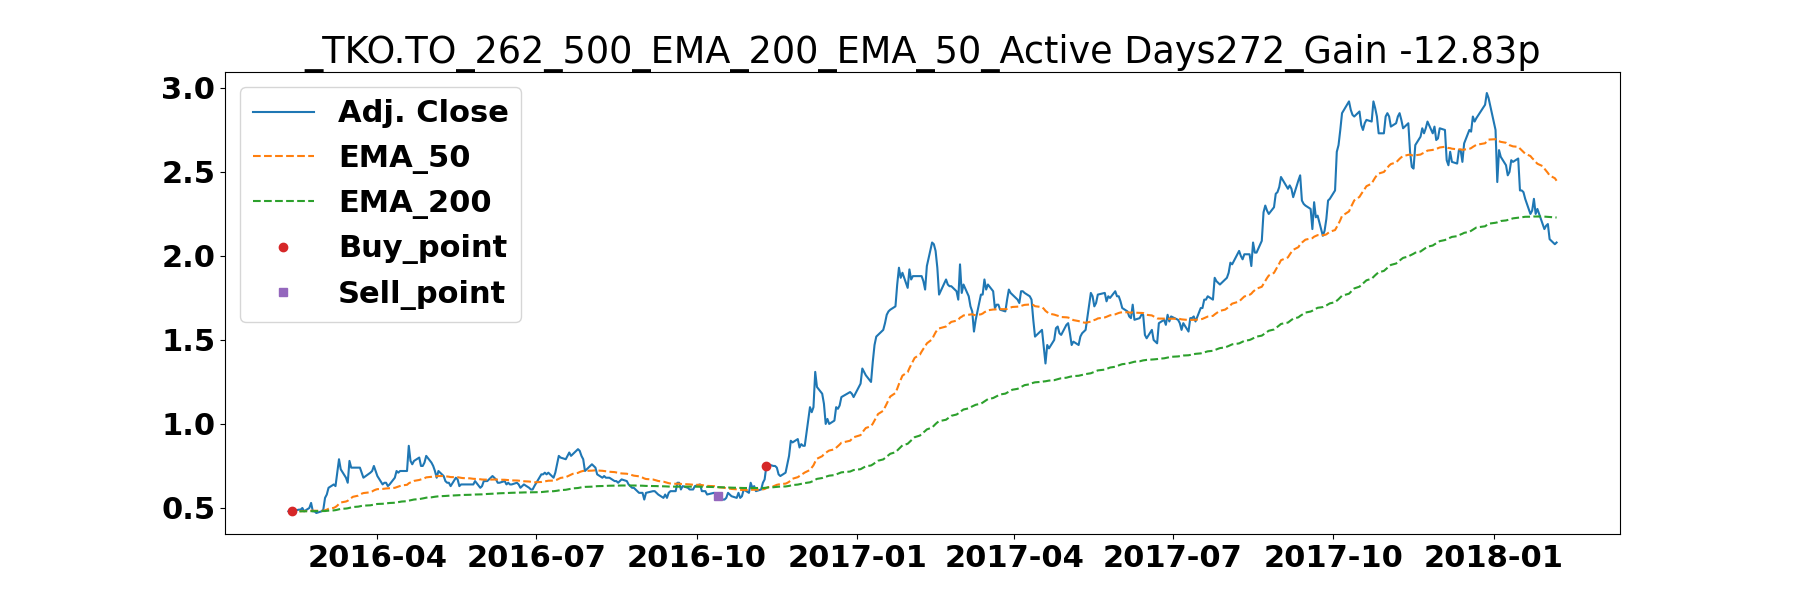 _TKO.TO_262_500_EMA_200_EMA_50_Active Days272_Gain -12.83p
3.0
2.5
2.0
1.5
1.0
0.5
Adj. Close
EMA_50
EMA_200
Buy_point
Sell_point
2016-04 2016-07 2016-10 2017-01 2017-04 2017-07 2017-10 2018-01